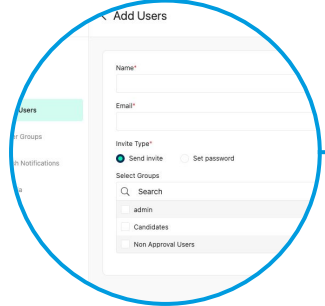 Add Users
Name*
Email*
Users
Groups
Notifications
Invite Type*
Send invite
Set password
Select Groups
Search
admin
Candidates
Non Approval Users